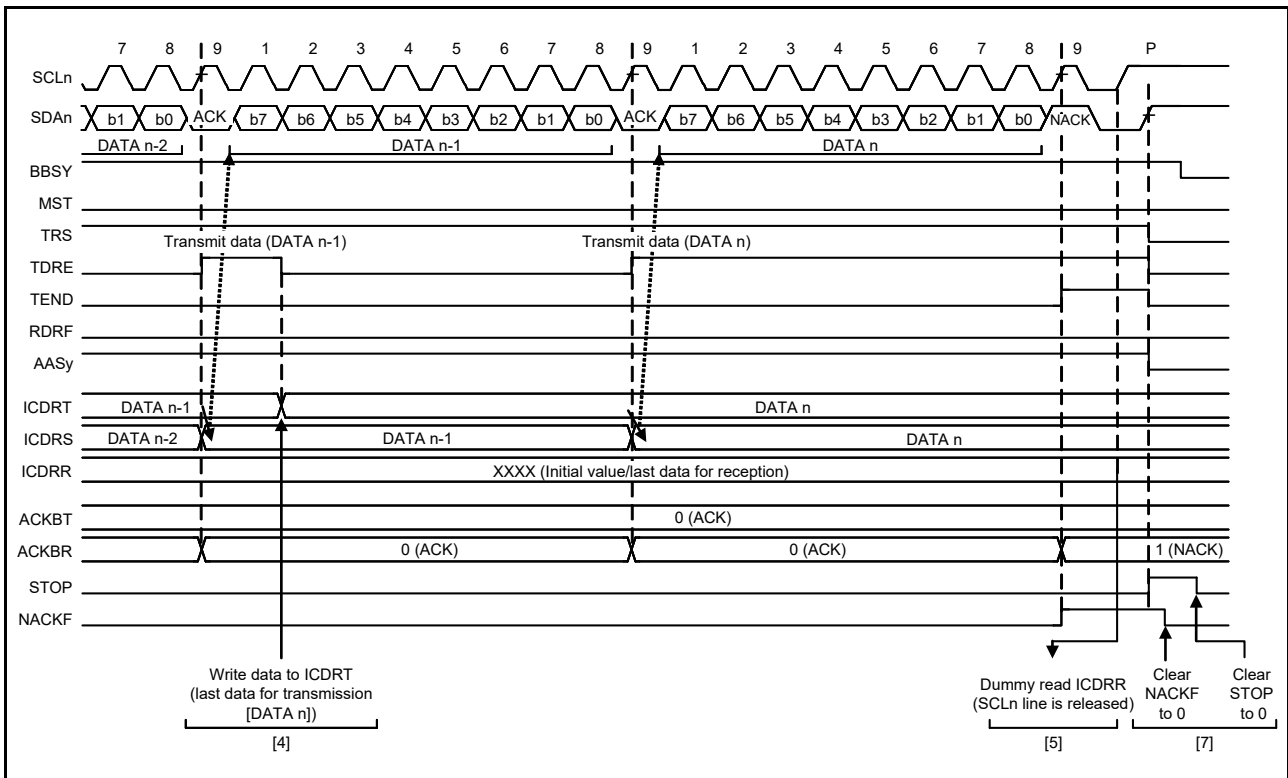 7 8 9 1 2 3 4 5 6 7 8 9 1 2 3 4 5 6 7 8 9 P
SCLn
SDAn b1 b0 ACK b7 b6 b5 b4 b3 b2 b1 b0 ACK b7 b6 b5 b4 b3 b2 b1 b0 NACK
DATA n-2 DATA n-1 DATA n
BBSY
MST
TRS
Transmit data (DATA n-1) Transmit data (DATA n)
TDRE
TEND
RDRF
AASy
ICDRT DATA n-1 DATA n
ICDRS DATA n-2 DATA n-1 DATA n
ICDRR XXXX (Initial value/last data for reception)
ACKBT 0 (ACK)
ACKBR 0 (ACK) 0 (ACK) 1 (NACK)
STOP
NACKF
Write data to ICDRT
(last data for transmission
[DATA n])
[4]
Dummy read ICDRR
(SCLn line is released)
[5]
Clear
NACKF
to 0
Clear
STOP
to 0
[7]